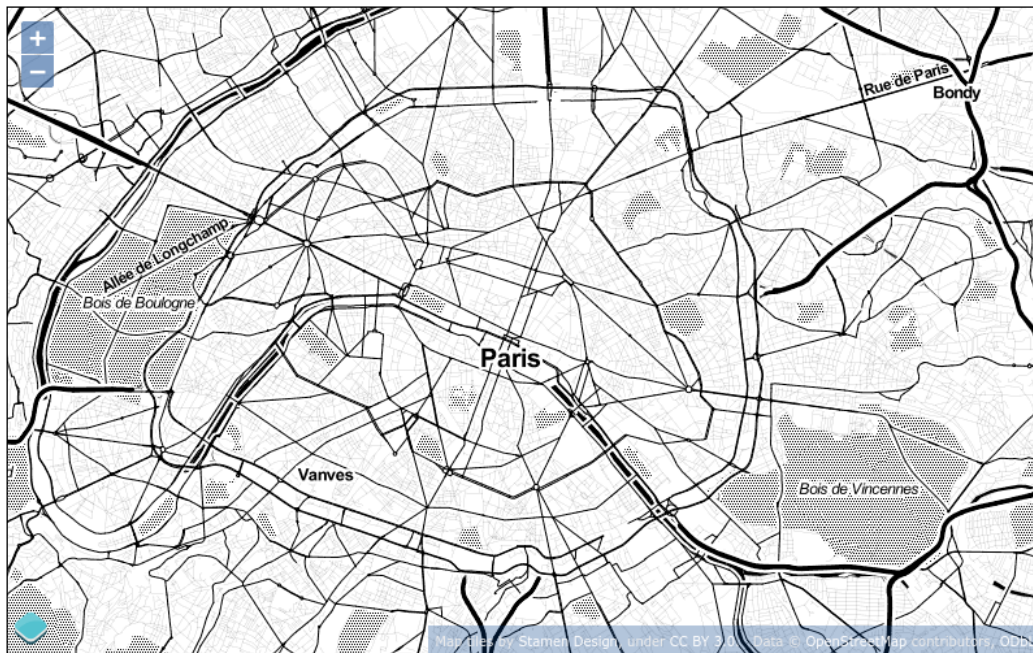 +
−
Rue de Paris
Bondy
Allée de Longchamp
Bois de Boulogne
Paris
Vanves
Bois de Vincennes
d
Map tiles by Stamen Design, under CC BY 3.0. Data © OpenStreetMap contributors, ODb